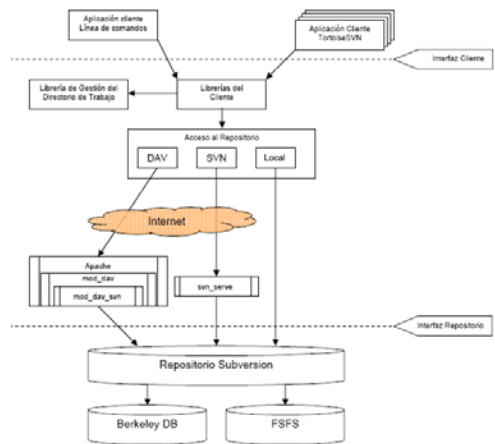 Aplicación cliente
Línea de comandos
Aplicación Cliente
TortoiseSVN
Interfaz Cliente
Librería de Gestión del
Directorio de Trabajo
Librerías del
Cliente
Acceso al Repositorio
DAV
SVN
Local
Internet
Apache
mod_dav
mod_dav_svn
svn_serve
Interfaz Repositorio
Repositorio Subversion
Berkeley DB
FSFS